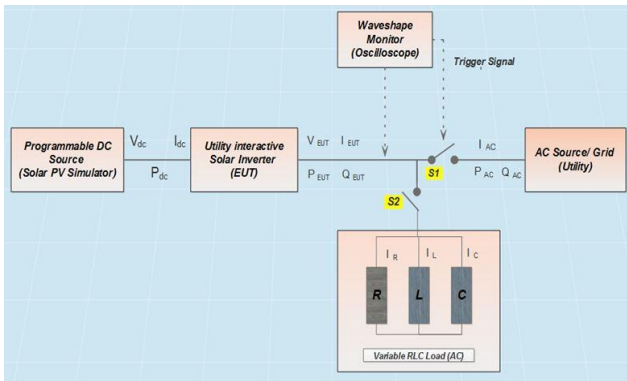 Waveshape
Monitor
(Oscilloscope)
Trigger Signal
Programmable DC
Source
(Solar PV Simulator)
Vdc Idc
Pdc
Utility interactive
Solar Inverter
(EUT)
V EUT I EUT
P EUT Q EUT
S1
I AC
P AC Q AC
AC Source/ Grid
(Utility)
S2
I R I L I C
R L C
Variable RLC Load (AC)